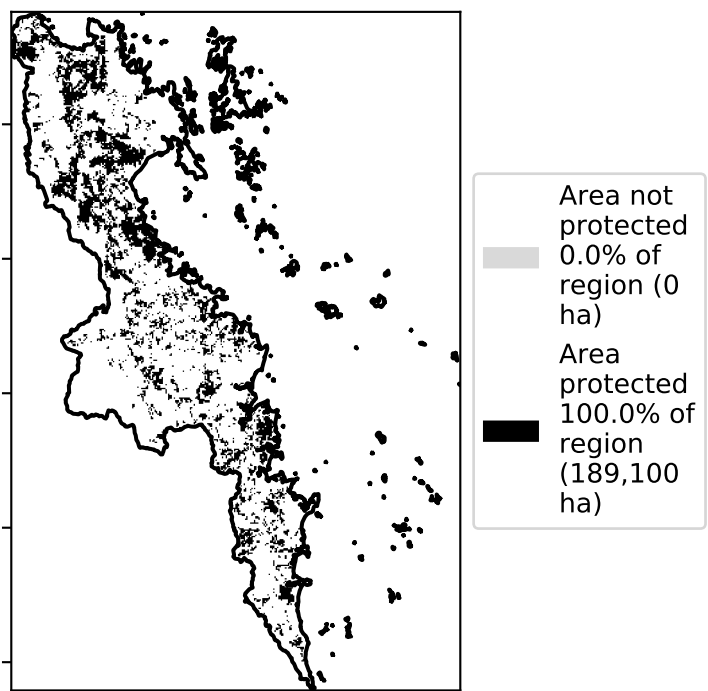 Area not
protected
0.0% of
region (0
ha)
Area
protected
100.0% of
region
(189,100
ha)